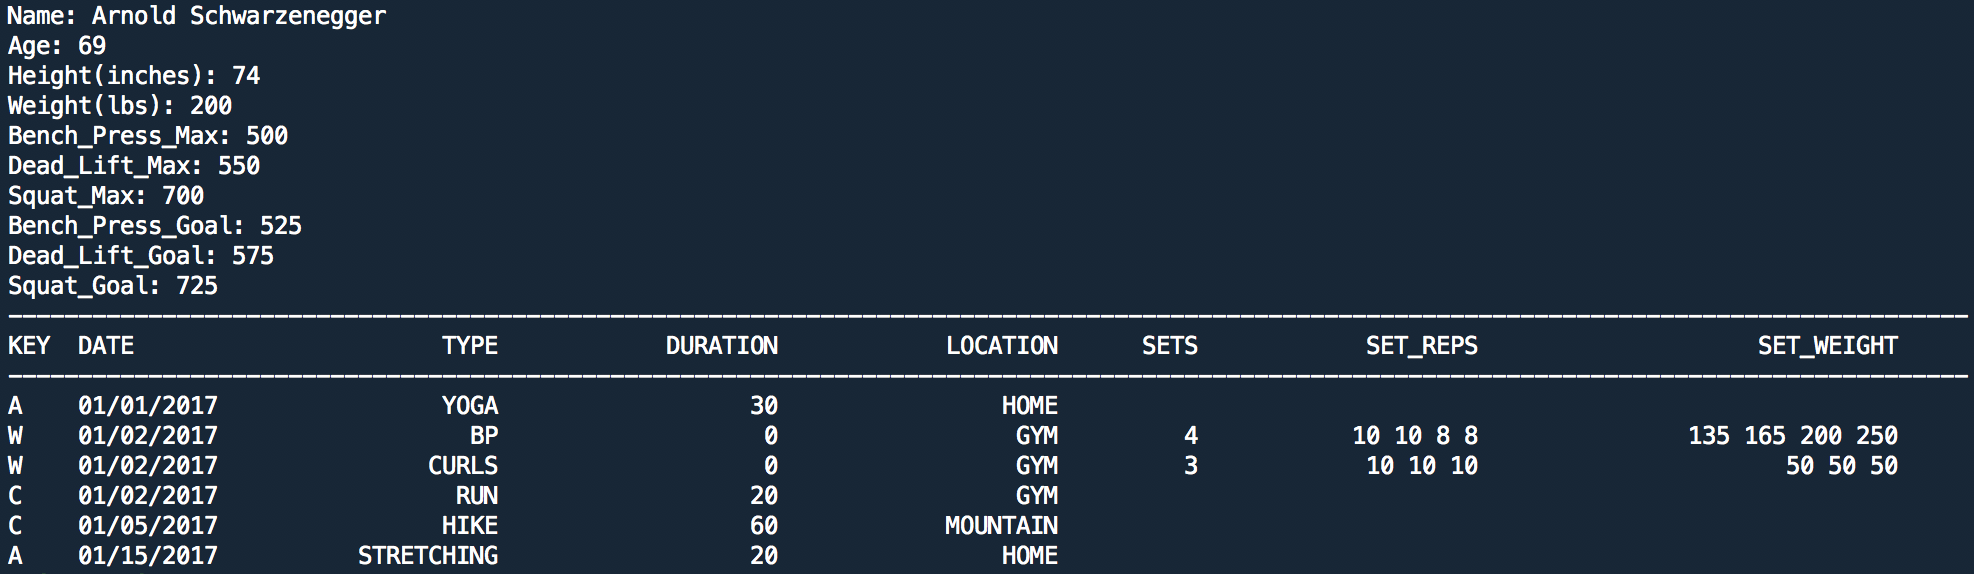 Name: Arnold Schwarzenegger
Age: 69
Height(inches): 74
Weight(lbs): 200
Bench_Press_Max: 500
Dead_Lift_Max: 550
Squat_Max: 700
Bench_Press_Goal: 525
Dead_Lift_Goal: 575
Squat_Goal: 725
--------------------------------------------------------------------------------------------------------------------------------------------
KEY  DATE                      TYPE            DURATION            LOCATION      SETS            SET_REPS                    SET_WEIGHT
--------------------------------------------------------------------------------------------------------------------------------------------
A    01/01/2017                YOGA                  30                HOME
W    01/02/2017                  BP                   0                 GYM         4         10 10 8 8               135 165 200 250
W    01/02/2017               CURLS                   0                 GYM         3          10 10 10                      50 50 50
C    01/02/2017                 RUN                  20                 GYM
C    01/05/2017                HIKE                  60            MOUNTAIN
A    01/15/2017          STRETCHING                  20                HOME